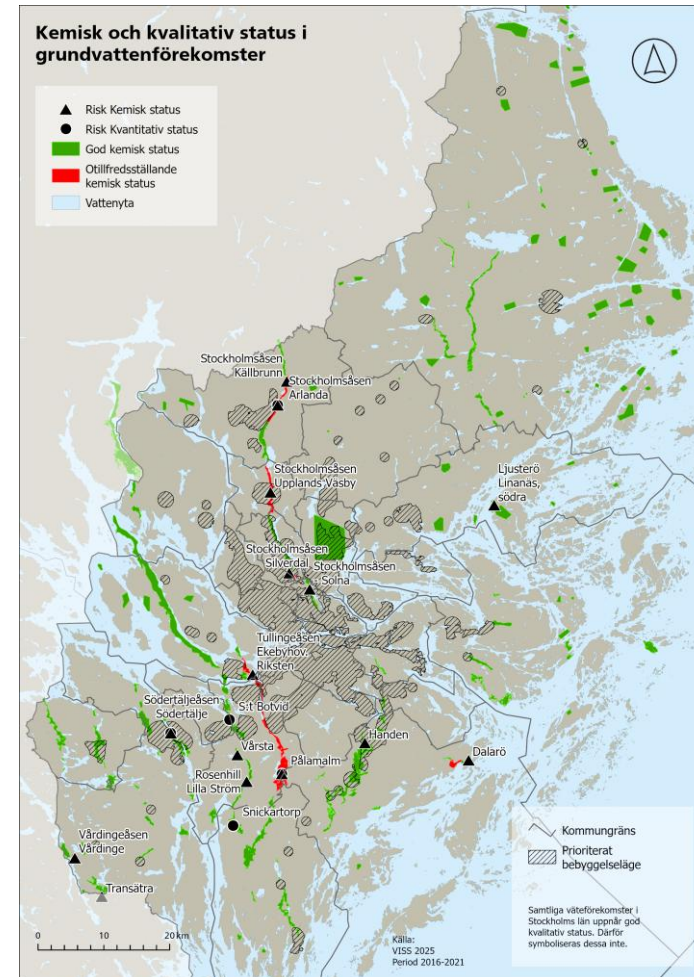 Kemisk och kvalitativ status i
grundvattenförekomster
Risk Kemisk status
Risk Kvantitativ status
God kemisk status
Otillfredsställande
kemisk status
Vattenyta
Stockholmsåsen
Källbrunn
Stockholmsåsen
Arlanda
Stockholmsåsen
Upplands Väsby
Ljusterö
Linanäs,
södra
Stockholmsåsen
Silverdal
Stockholmsåsen
Solna
Tullingeåsen
Ekebyhov-
Riksten
Södertäljeåsen
Södertälje
S:t Botvid
Vårsta
Handen
Dalarö
Rosenhill
Lilla Ström
Pålamalm
Snickartorp
Vårdingeåsen
Vårdinge
Transätra
Kommungräns
Prioriterat
bebyggelseläge
Samtliga väteförekomster i
Stockholms län uppnår god
kvalitativ status. Därför
symboliseras dessa inte.
0
10
20 km
Källa:
VISS 2025
Period 2016-2021